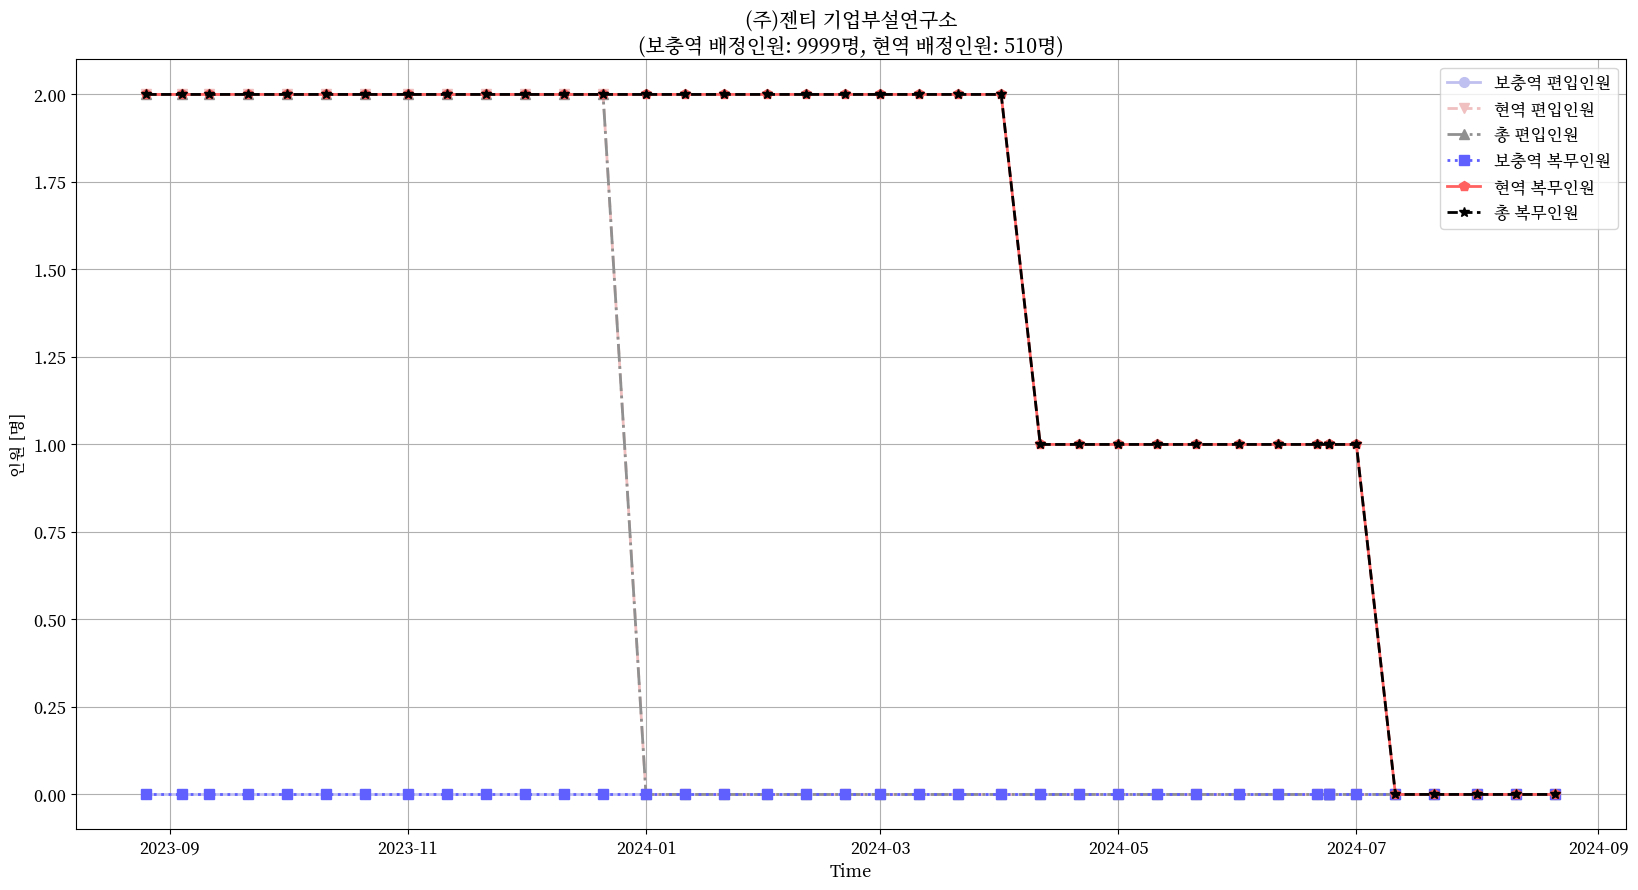 (주)젠티 기업부설연구소
(보충역 배정인원: 9999명, 현역 배정인원: 510명)
보충역 편입인원
현역 편입인원
총 편입인원
보충역 복무인원
현역 복무인원
총 복무인원
2.00
1.75
1.50
1.25
1.00
0.75
0.50
0.25
0.00
인원 [명]
2023-09 2023-11 2024-01 2024-03 2024-05 2024-07 2024-09
Time